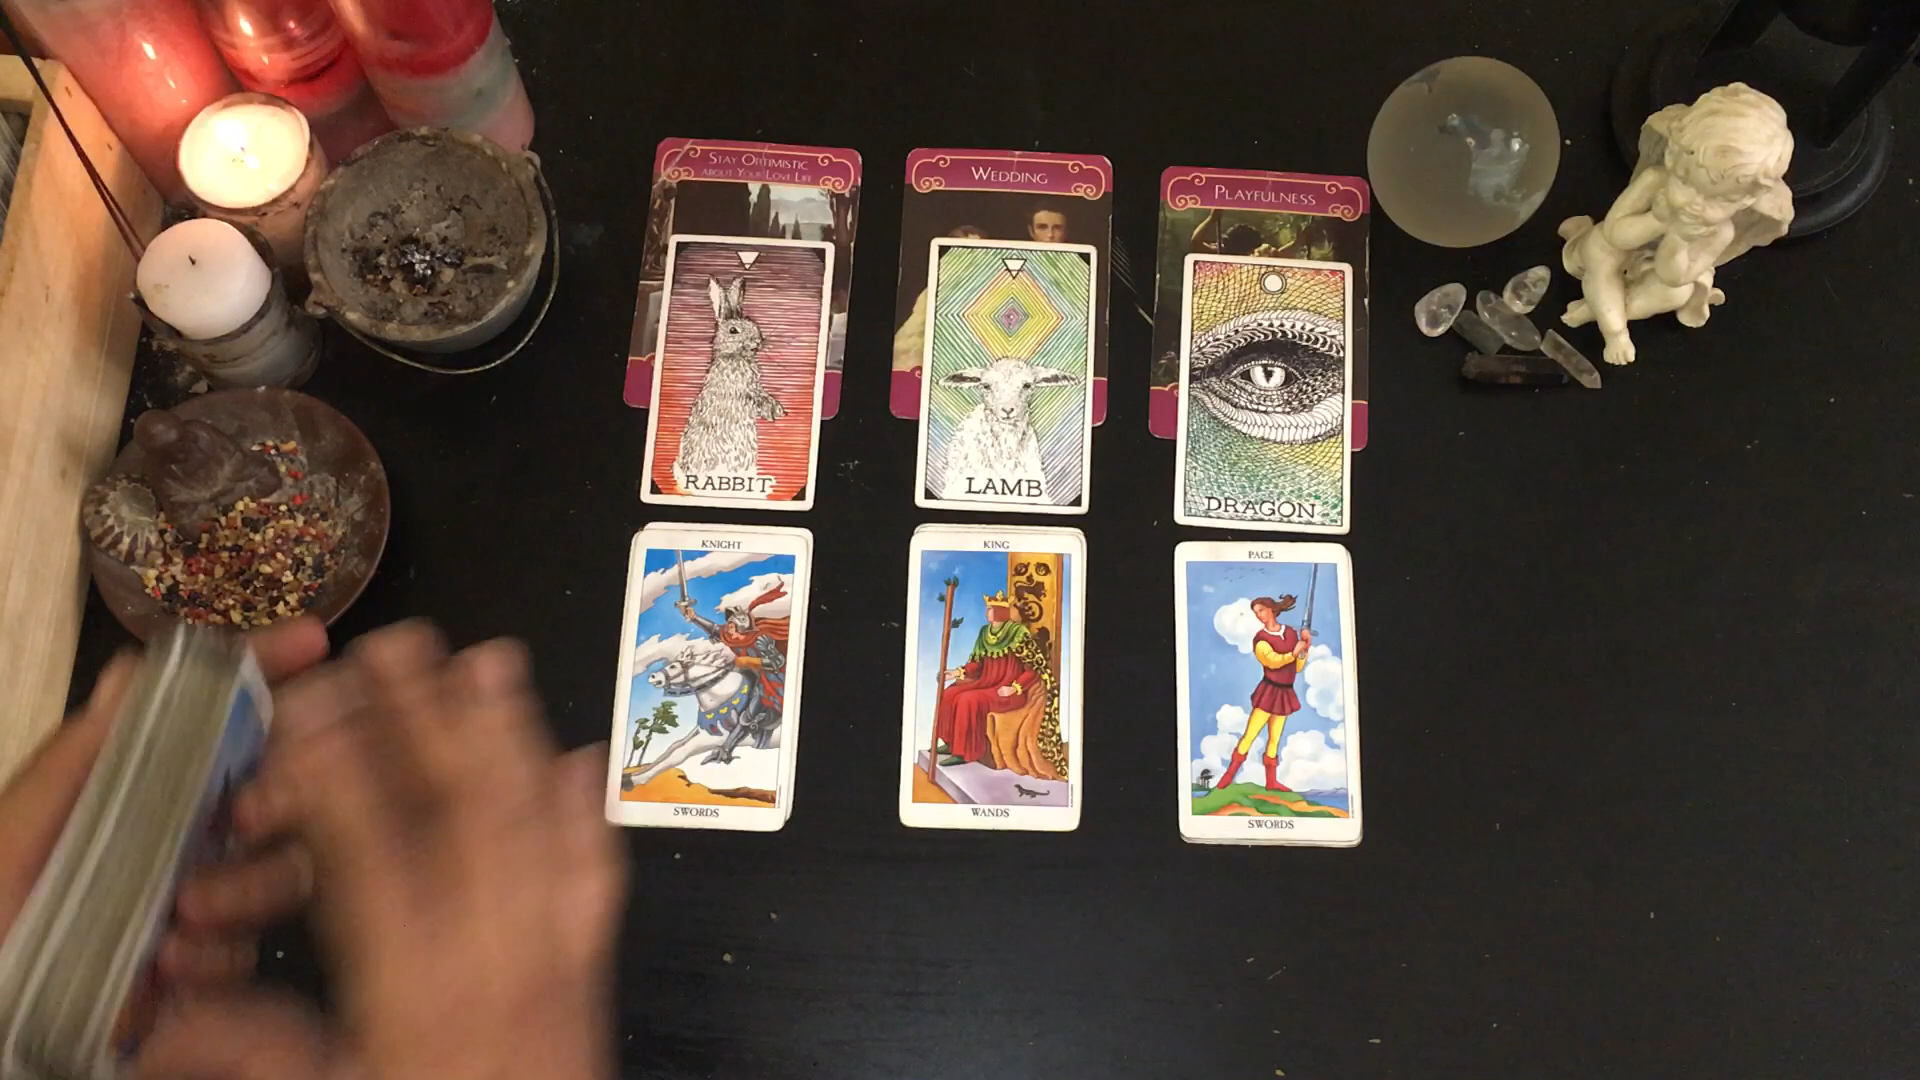 STAY OPTIMISTIC
ABOUT YOUR LOVE LIFE
WEDDING
PLAYFULNESS
RABBIT
LAMB
DRAGON
KNIGHT
SWORDS
KING
WANDS
PAGE
SWORDS